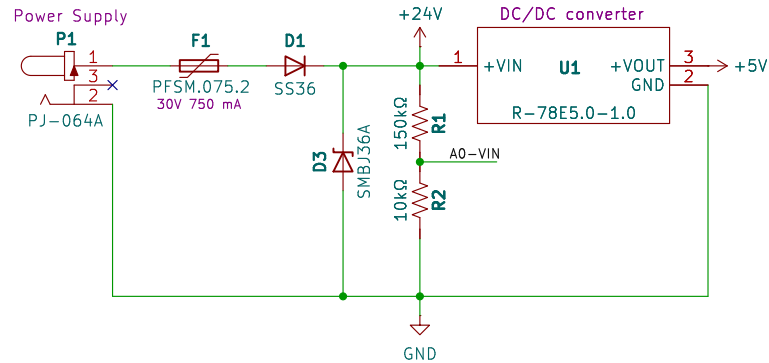 Power Supply
P1
1
3
2
PJ-064A
F1
PFSM.075.2
30V 750 mA
D1
SS36
D3
SMBJ36A
+24V
150kΩ
R1
A0-VIN
10kΩ
R2
GND
DC/DC converter
1
+VIN
U1
+VOUT
GND
R-78E5.0-1.0
3
2
+5V